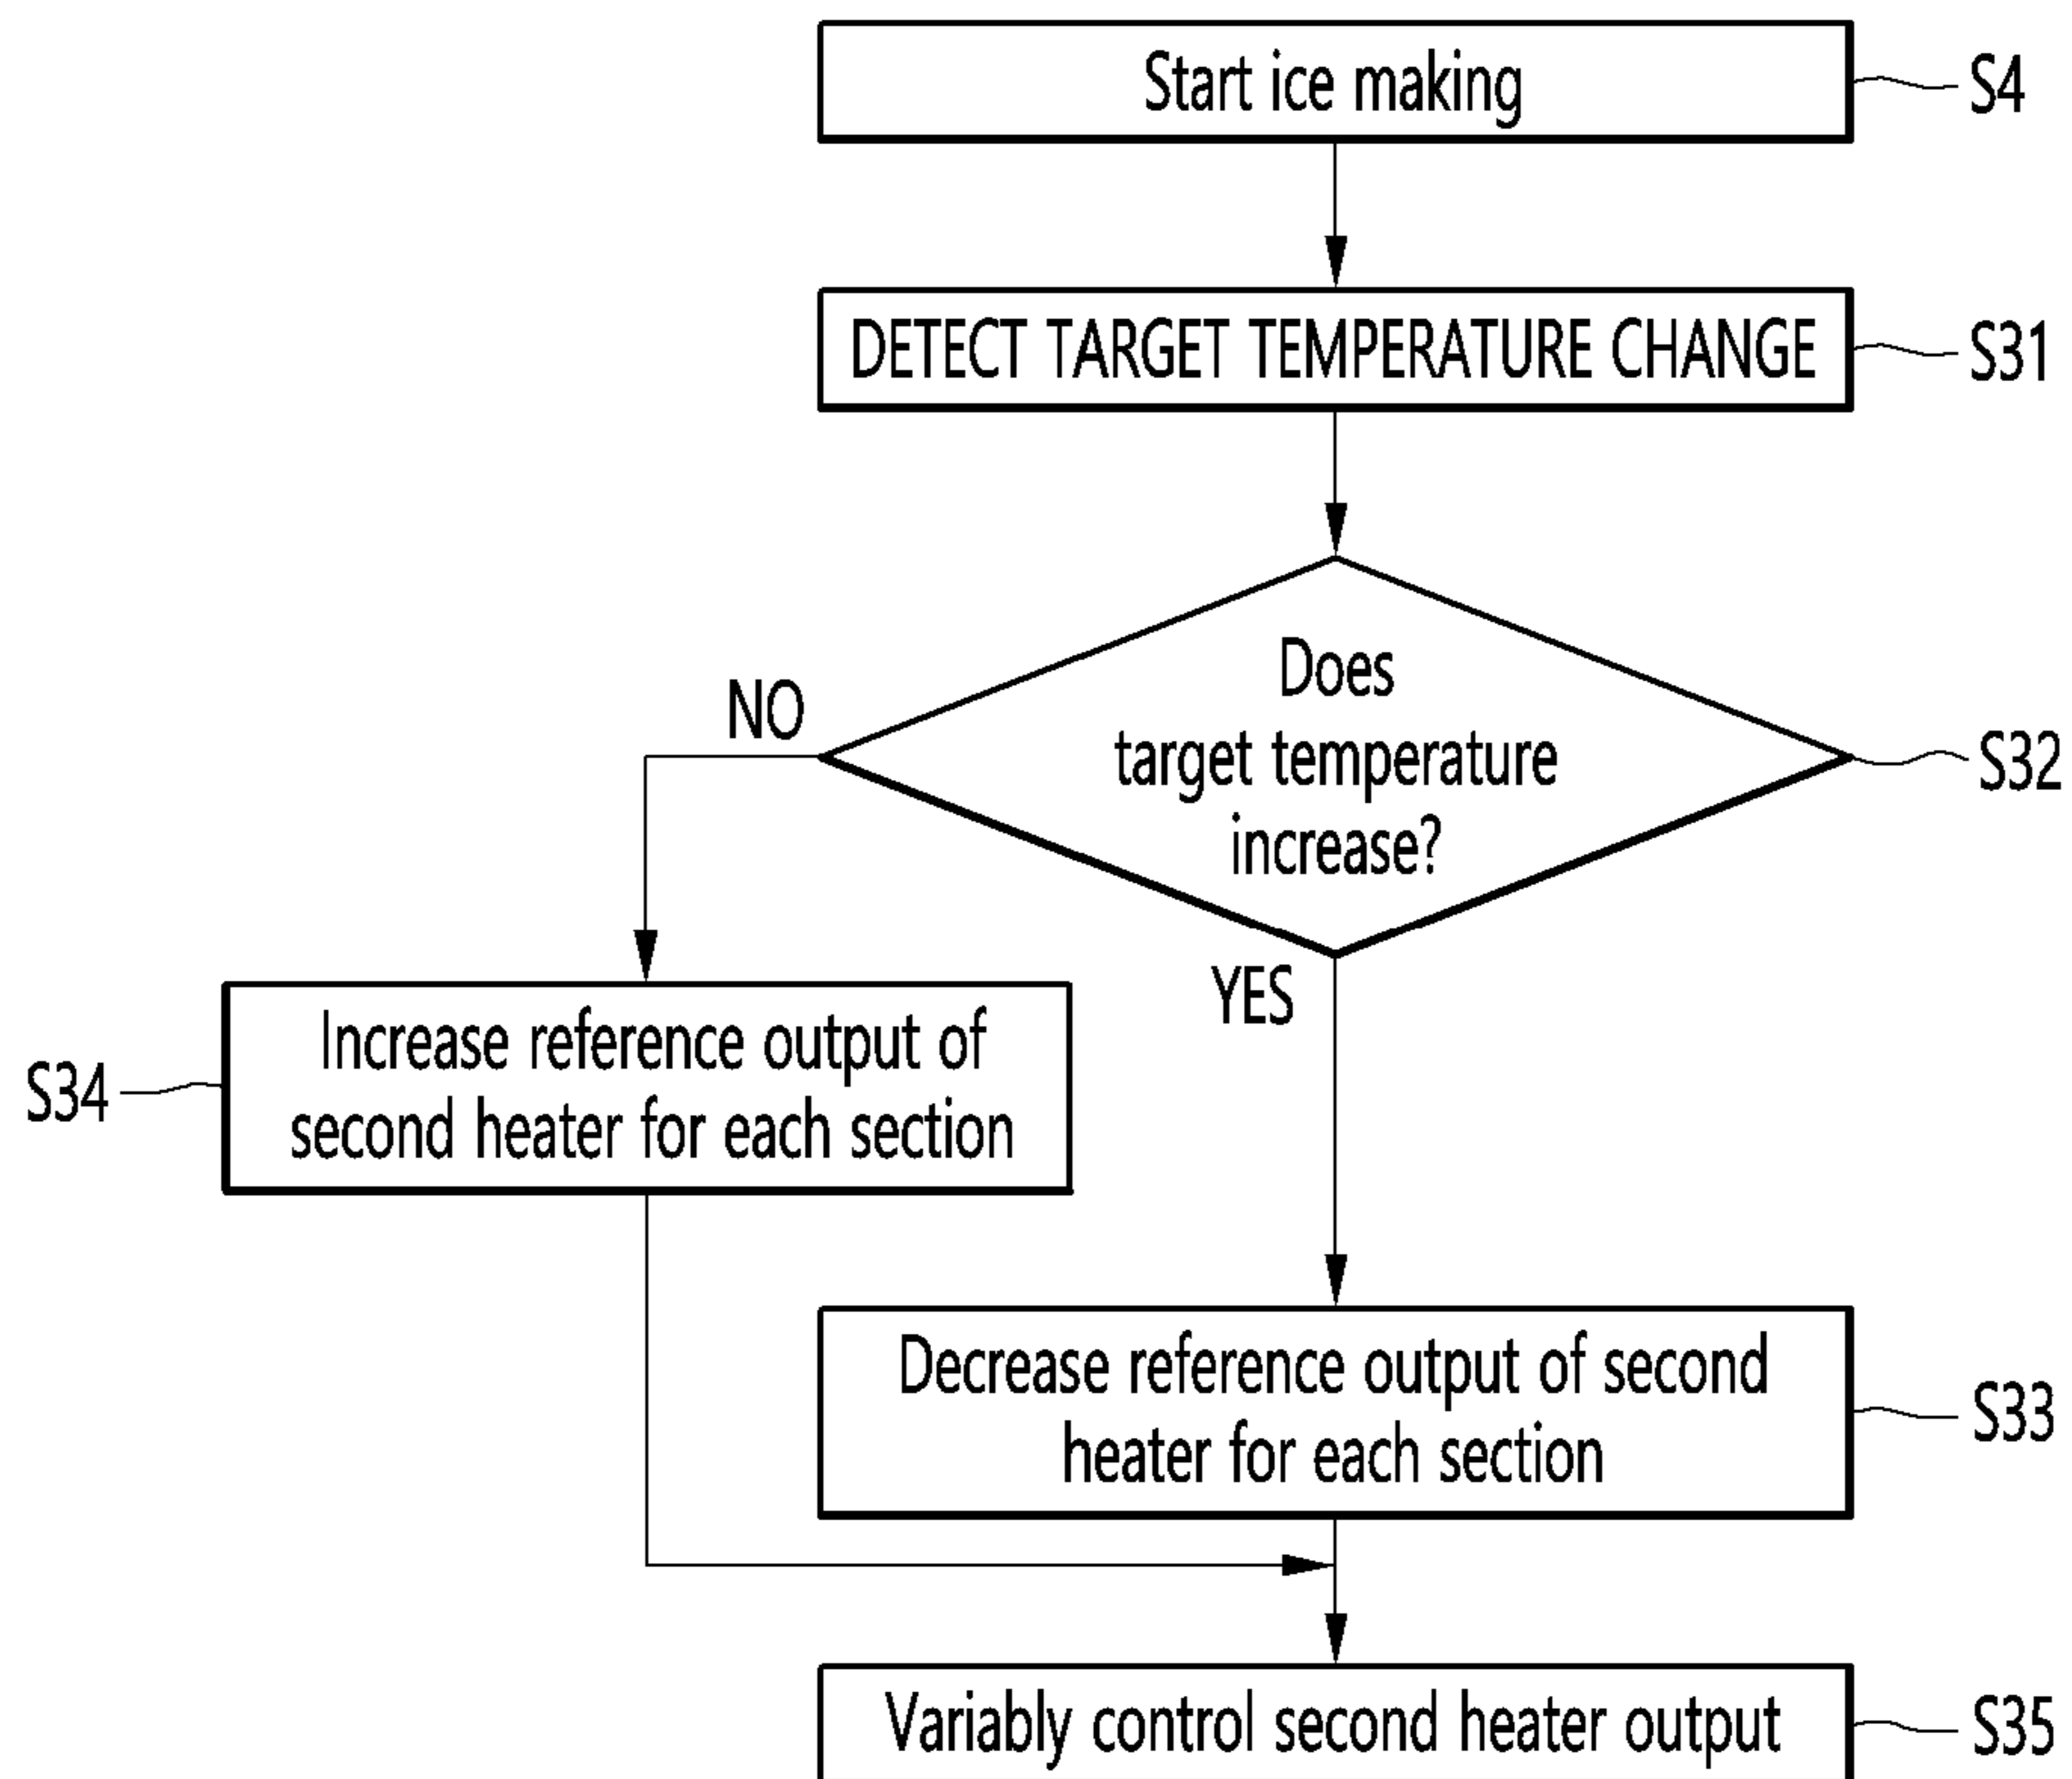 Start ice making
S4
DETECT TARGET TEMPERATURE CHANGE
S31
Does
target temperature
increase?
S32
NO
YES
Increase reference output of
second heater for each section
S34
Decrease reference output of second
heater for each section
S33
Variably control second heater output
S35